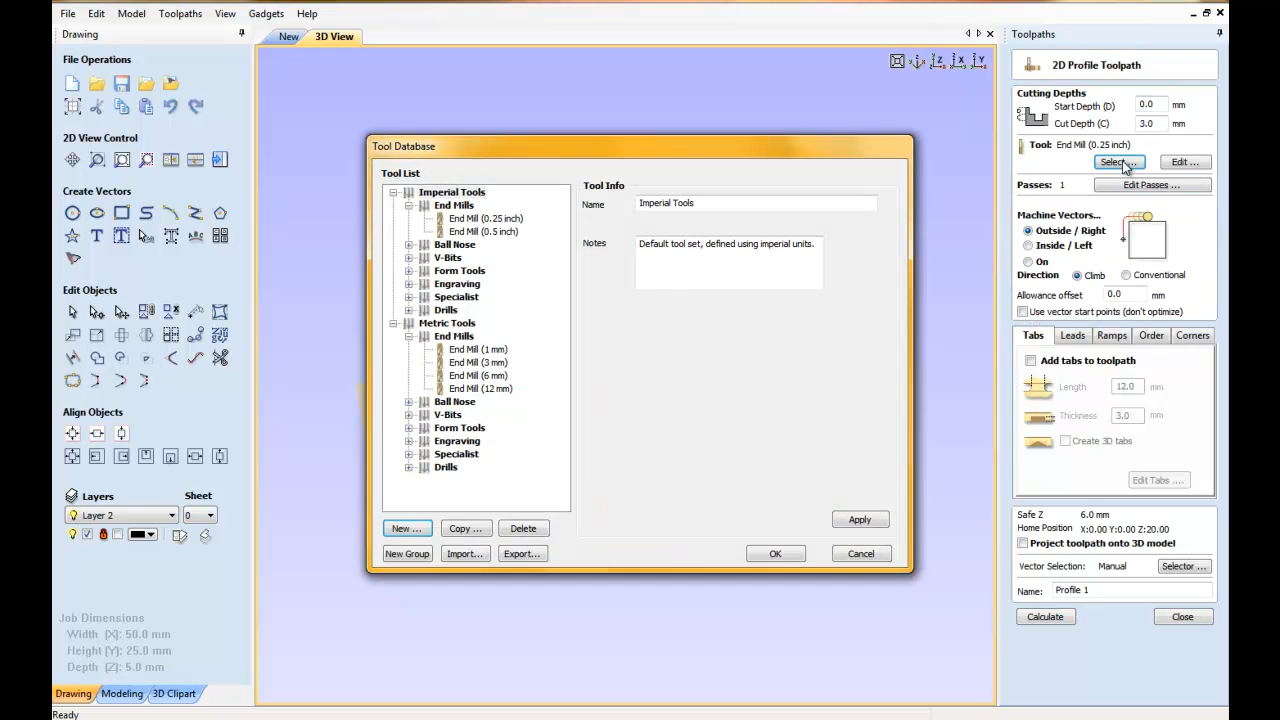 File Edit Model Toolpaths View Gadgets Help
Drawing
File Operations
2D View Control
Create Vectors
Edit Objects
Align Objects
Layers Sheet
Layer 2 0
Job Dimensions
Width [X]: 50.0 mm
Height [Y]: 25.0 mm
Depth [Z]: 5.0 mm
Drawing Modeling 3D Clipart
Ready
New 3D View
Tool Database
Tool List
Imperial Tools
End Mills
End Mill (0.25 inch)
End Mill (0.5 inch)
Ball Nose
V-Bits
Form Tools
Engraving
Specialist
Drills
Metric Tools
End Mills
End Mill (1 mm)
End Mill (3 mm)
End Mill (6 mm)
End Mill (12 mm)
Ball Nose
V-Bits
Form Tools
Engraving
Specialist
Drills
New ... Copy ... Delete
New Group Import... Export...
Tool Info
Name Imperial Tools
Notes Default tool set, defined using imperial units.
Apply
OK Cancel
Toolpaths
2D Profile Toolpath
Cutting Depths
Start Depth (D) 0.0 mm
Cut Depth (C) 3.0 mm
Tool: End Mill (0.25 inch)
Select ... Edit ...
Passes: 1 Edit Passes ...
Machine Vectors...
Outside / Right
Inside / Left
On
Direction Climb Conventional
Allowance offset 0.0 mm
Use vector start points (don't optimize)
Tabs Leads Ramps Order Corners
Add tabs to toolpath
Length 12.0 mm
Thickness 3.0 mm
Create 3D tabs
Edit Tabs ....
Safe Z 6.0 mm
Home Position X:0.00 Y:0.00 Z:20.00
Project toolpath onto 3D model
Vector Selection: Manual Selector ...
Name: Profile 1
Calculate Close